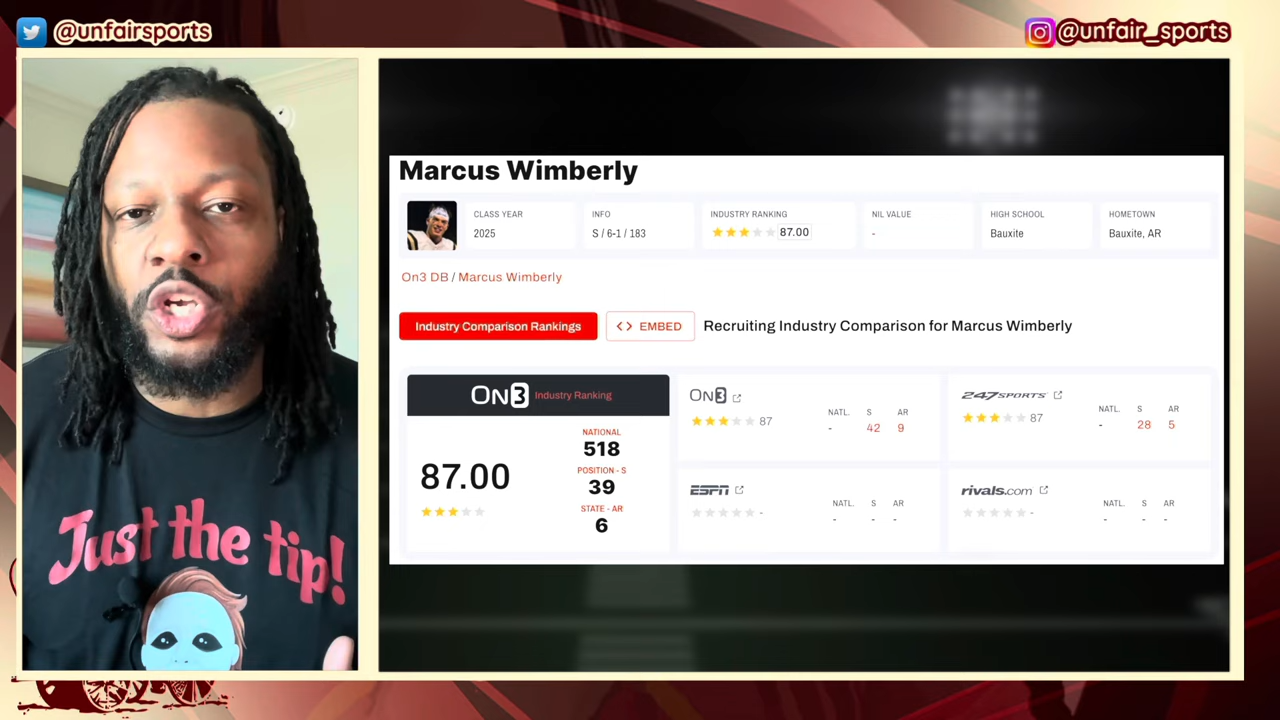 @unfairsports
@unfair_sports
Just the tip!
Marcus Wimberly
CLASS YEAR
2025
INFO
S / 6-1 / 183
INDUSTRY RANKING
87.00
NIL VALUE
-
HIGH SCHOOL
Bauxite
HOMETOWN
Bauxite, AR
On3 DB / Marcus Wimberly
Industry Comparison Rankings
<> EMBED
Recruiting Industry Comparison for Marcus Wimberly
ON3 Industry Ranking
87.00
NATIONAL
518
POSITION - S
39
STATE - AR
6
ON3
87
NATL. S AR
- 42 9
247SPORTS
87
NATL. S AR
- 28 5
ESPN
-
NATL. S AR
- - -
rivals.com
-
NATL. S AR
- - -